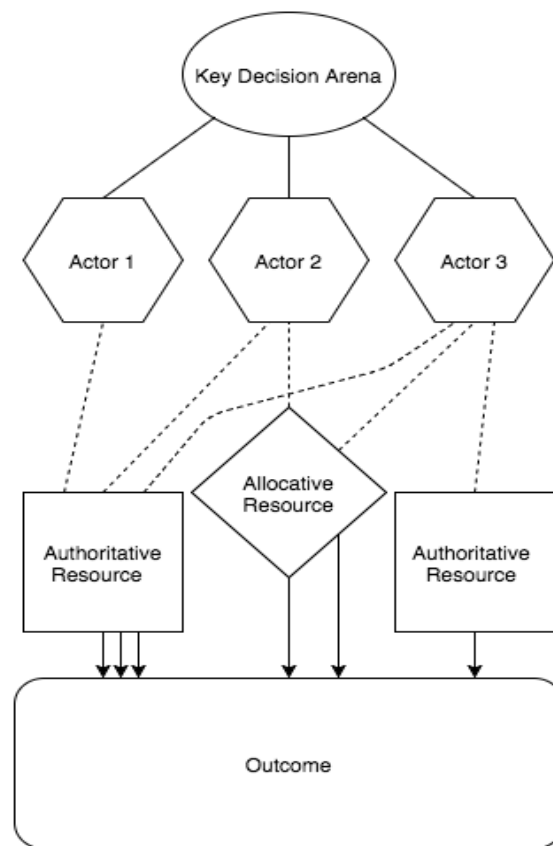 Key Decision Arena
Actor 1
Actor 2
Actor 3
Allocative
Resource
Authoritative
Resource
Authoritative
Resource
Outcome